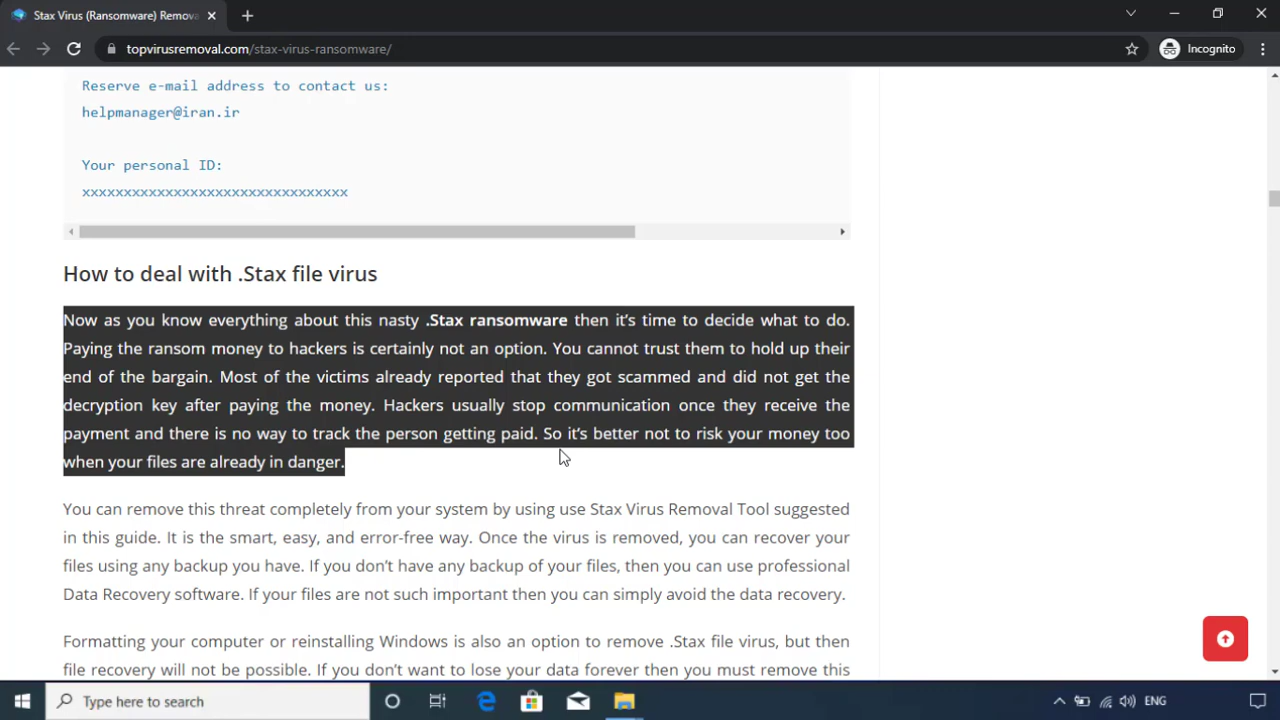 Stax Virus (Ransomware) Remova
topvirusremoval.com/stax-virus-ransomware/
Incognito
Reserve e-mail address to contact us:
helpmanager@iran.ir
Your personal ID:
xxxxxxxxxxxxxxxxxxxxxxxxxxxxxxxx
How to deal with .Stax file virus
Now as you know everything about this nasty .Stax ransomware then it’s time to decide what to do.
Paying the ransom money to hackers is certainly not an option. You cannot trust them to hold up their
end of the bargain. Most of the victims already reported that they got scammed and did not get the
decryption key after paying the money. Hackers usually stop communication once they receive the
payment and there is no way to track the person getting paid. So it’s better not to risk your money too
when your files are already in danger.
You can remove this threat completely from your system by using use Stax Virus Removal Tool suggested
in this guide. It is the smart, easy, and error-free way. Once the virus is removed, you can recover your
files using any backup you have. If you don’t have any backup of your files, then you can use professional
Data Recovery software. If your files are not such important then you can simply avoid the data recovery.
Formatting your computer or reinstalling Windows is also an option to remove .Stax file virus, but then
file recovery will not be possible. If you don’t want to lose your data forever then you must remove this
Type here to search
ENG